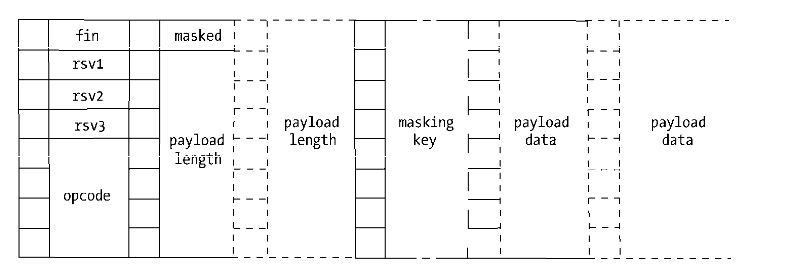 fin
masked
rsv1
rsv2
rsv3
opcode
payload
length
payload
length
masking
key
payload
data
payload
data